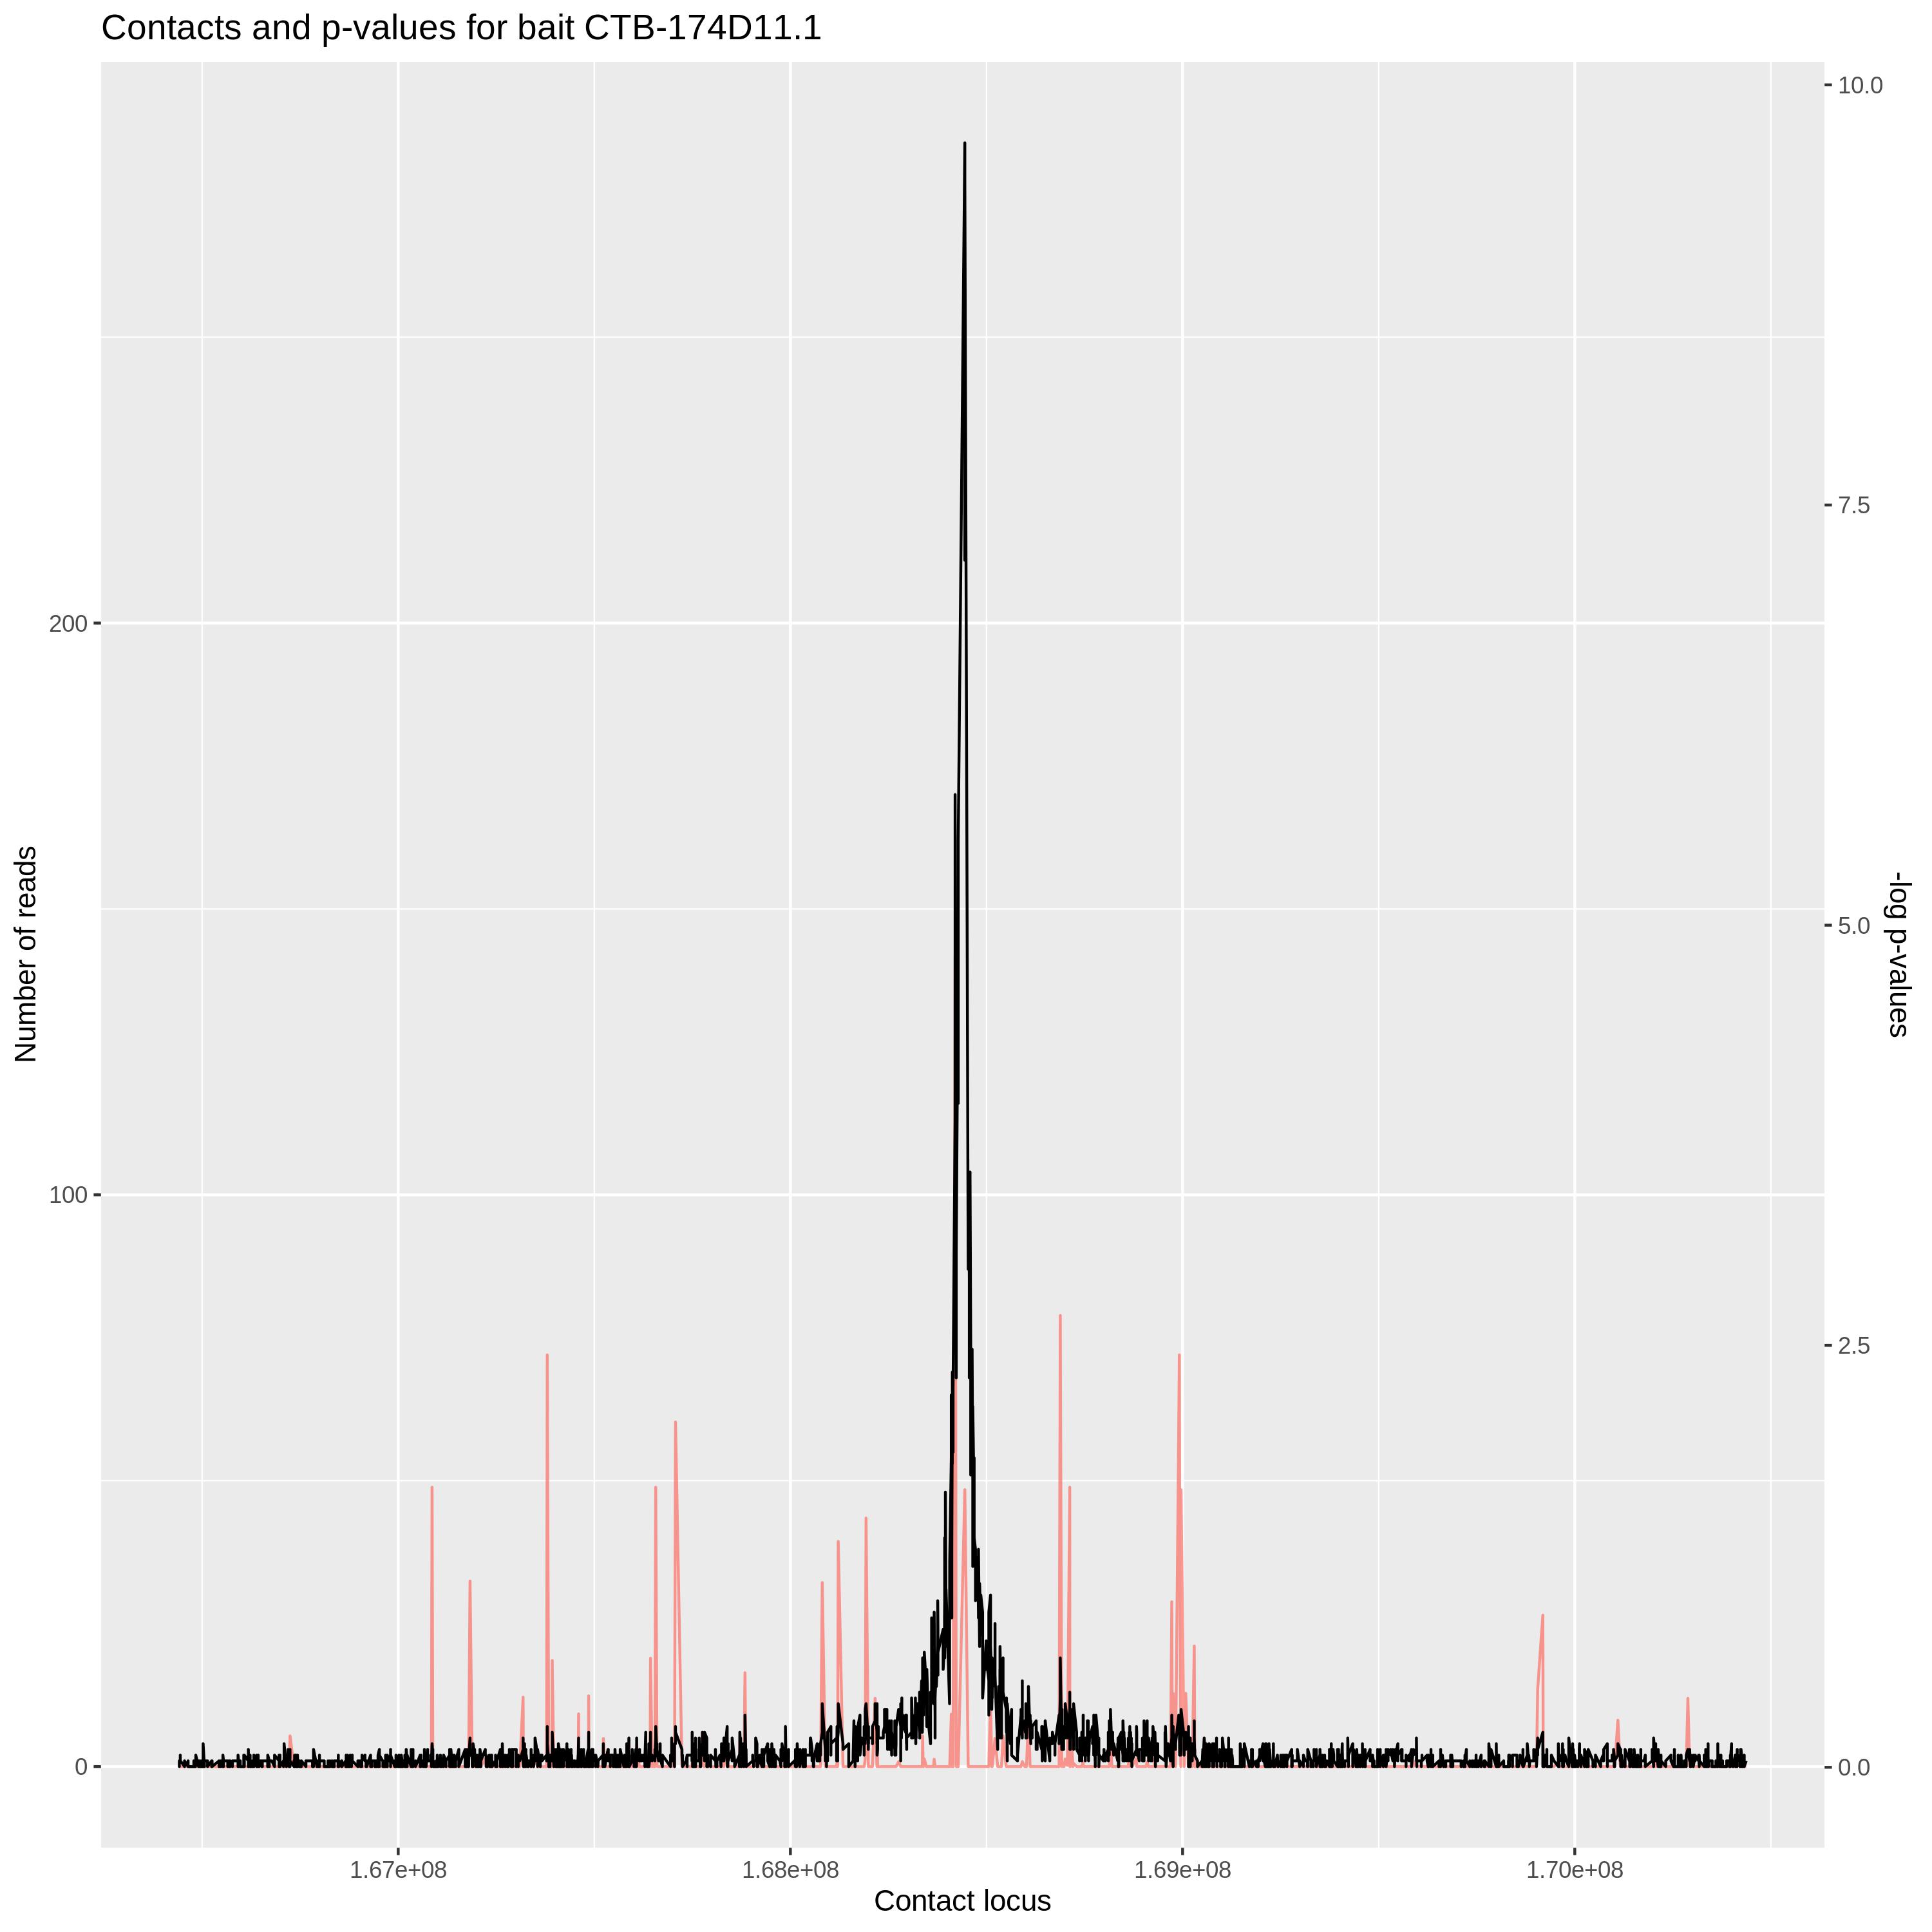 Contacts and p-values for bait CTB-174D11.1
10.0
7.5
200
5.0
Number of reads
-log p-values
100
2.5
0
0.0
1.67e+08
1.68e+08
1.69e+08
1.70e+08
Contact locus